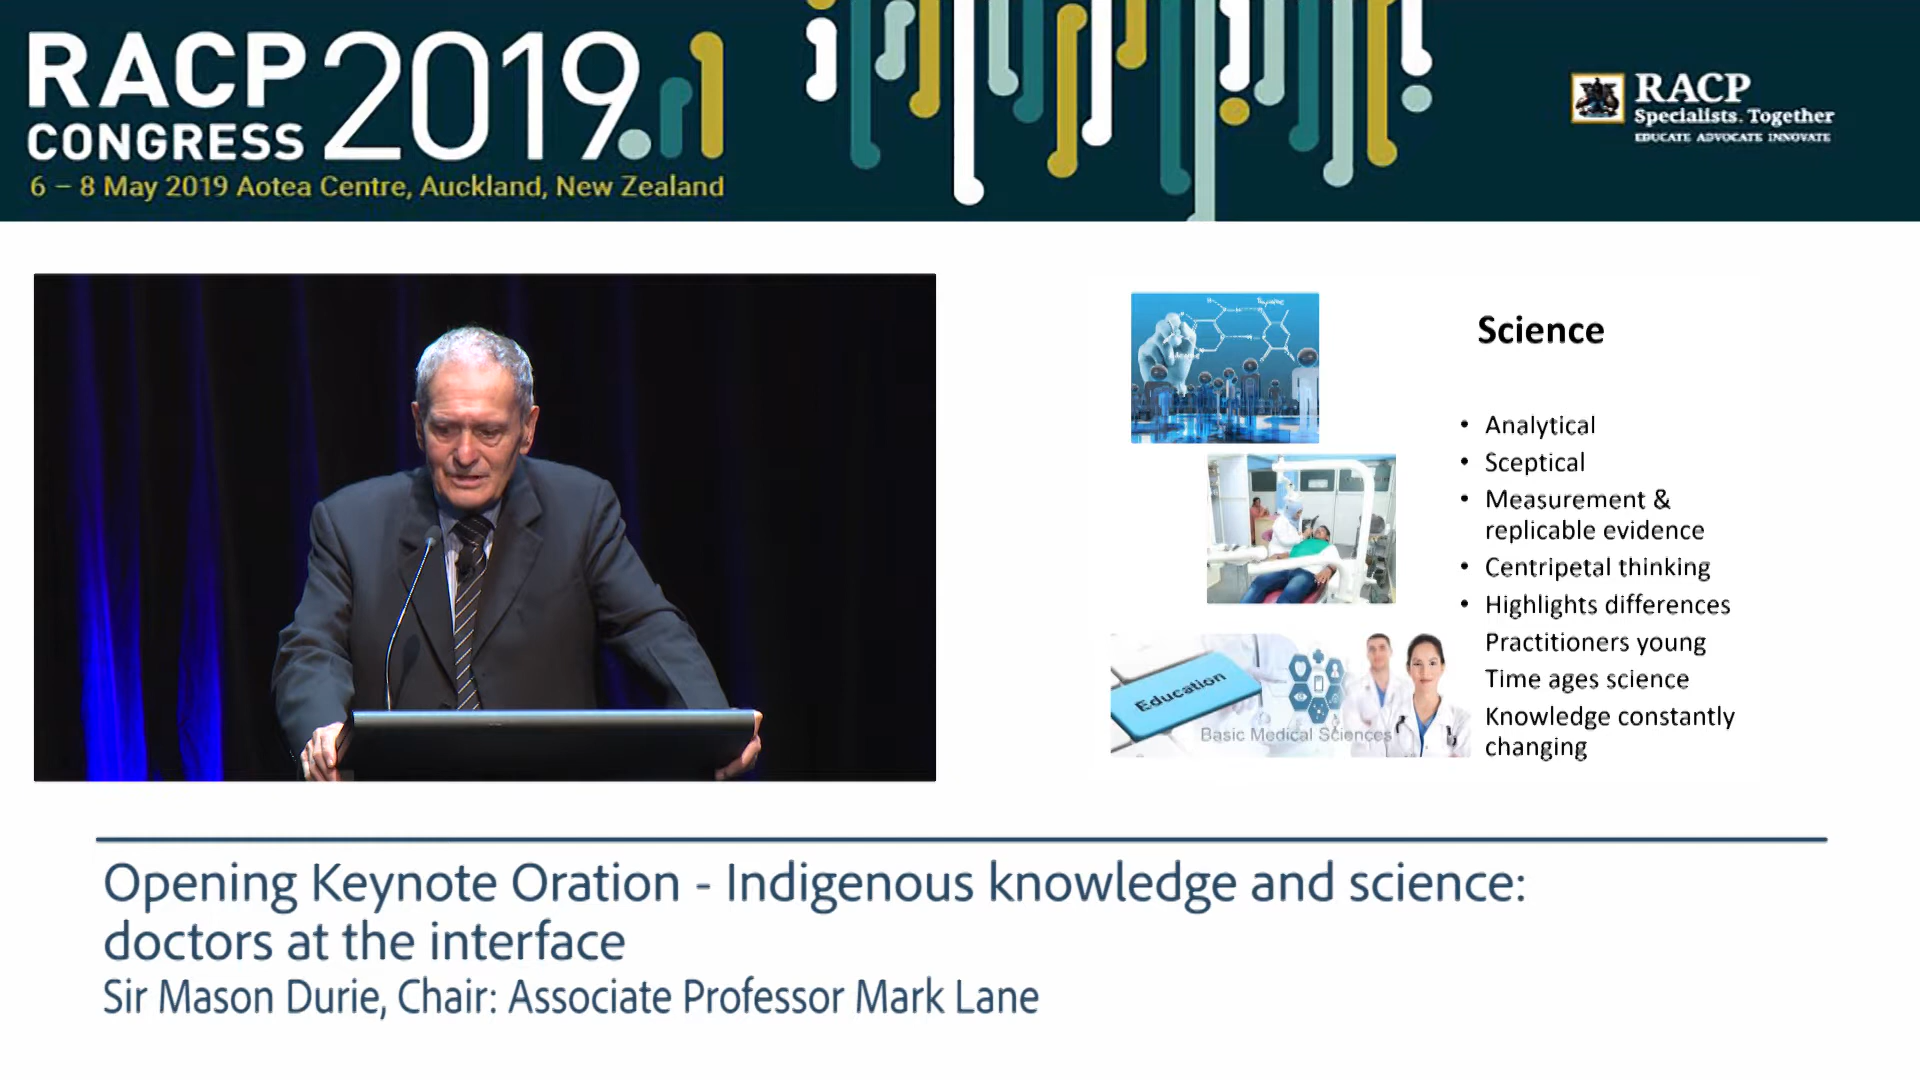 RACP
CONGRESS
2019
6 – 8 May 2019 Aotea Centre, Auckland, New Zealand
RACP
Specialists. Together
EDUCATE ADVOCATE INNOVATE
Science
• Analytical
• Sceptical
• Measurement &
replicable evidence
• Centripetal thinking
• Highlights differences
Practitioners young
Time ages science
Knowledge constantly
changing
Education
Basic Medical Sciences
Opening Keynote Oration - Indigenous knowledge and science:
doctors at the interface
Sir Mason Durie, Chair: Associate Professor Mark Lane